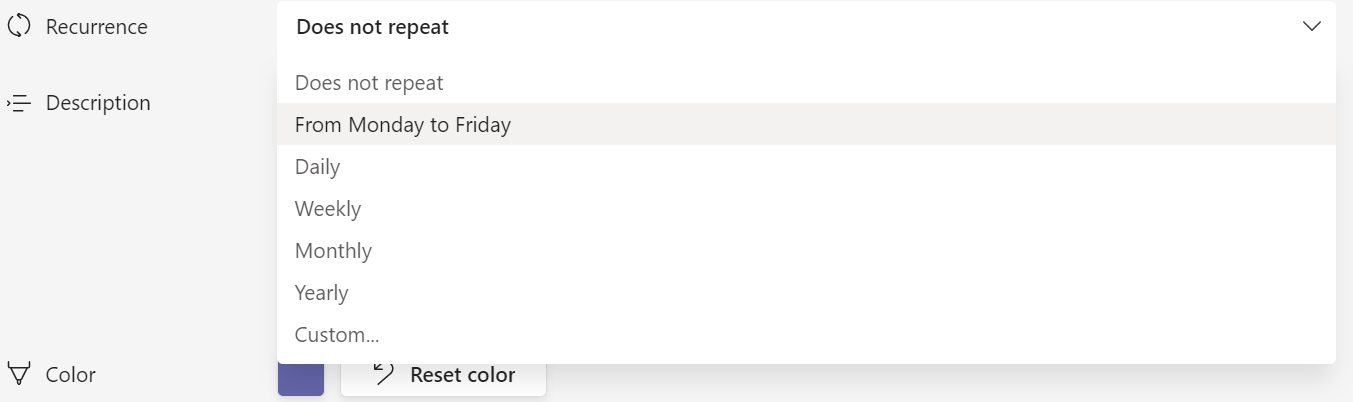 Recurrence
Does not repeat
Does not repeat
Description
From Monday to Friday
Daily
Weekly
Monthly
Yearly
Custom...
Color
Reset color